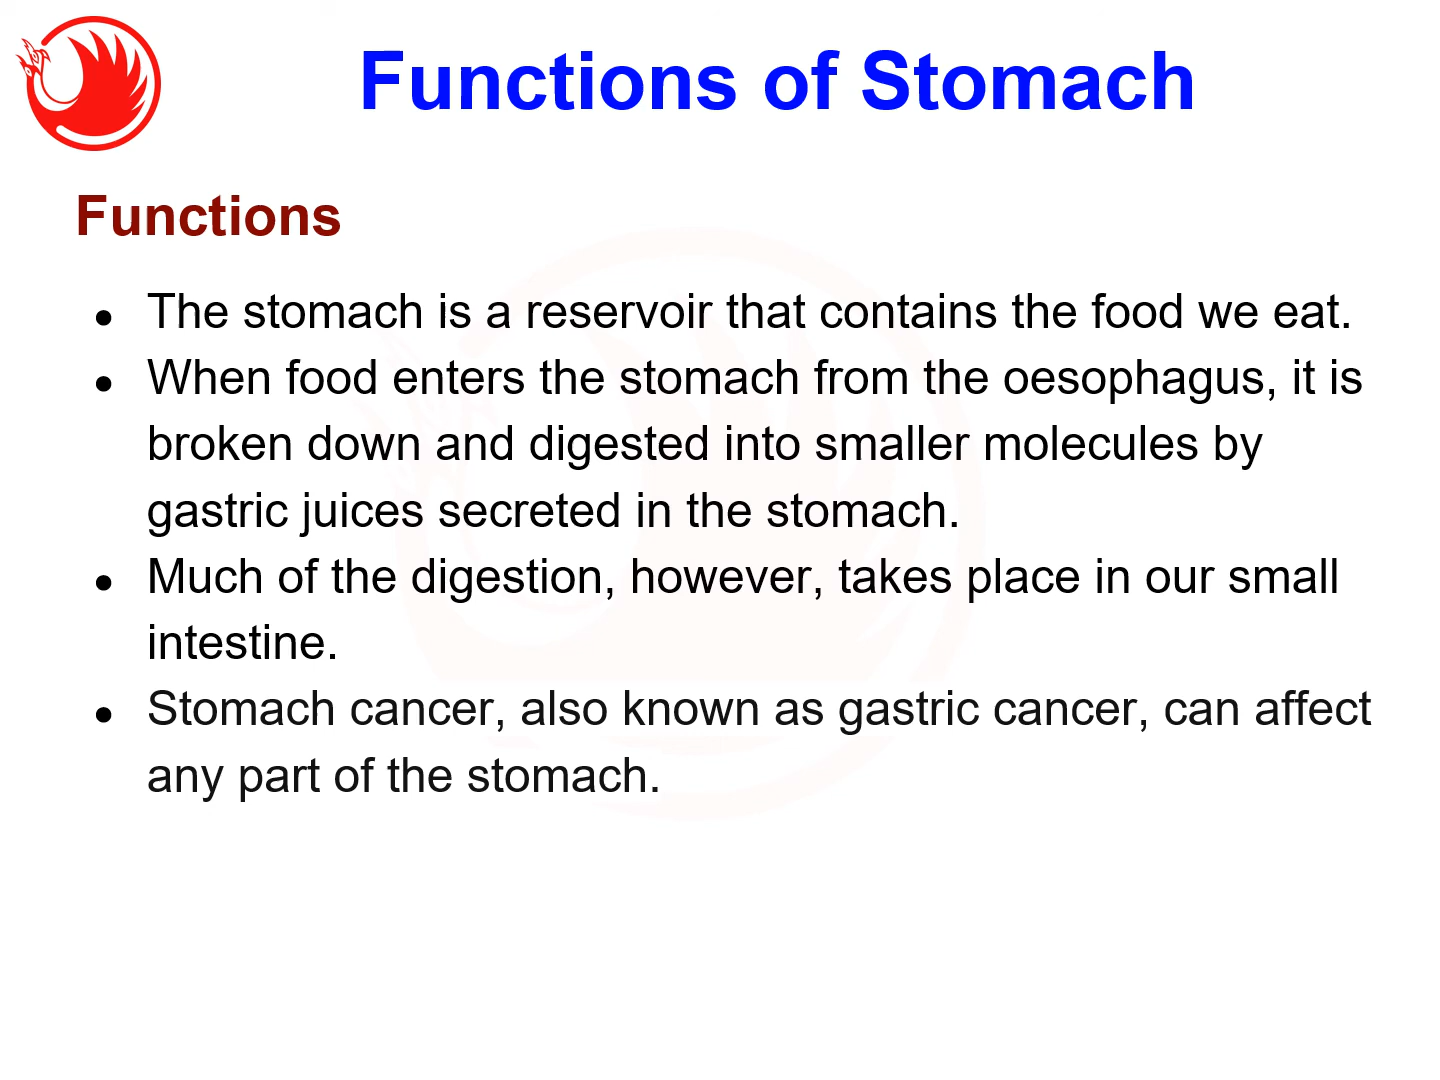 Functions of Stomach
Functions
● The stomach is a reservoir that contains the food we eat.
● When food enters the stomach from the oesophagus, it is
broken down and digested into smaller molecules by
gastric juices secreted in the stomach.
● Much of the digestion, however, takes place in our small
intestine.
● Stomach cancer, also known as gastric cancer, can affect
any part of the stomach.